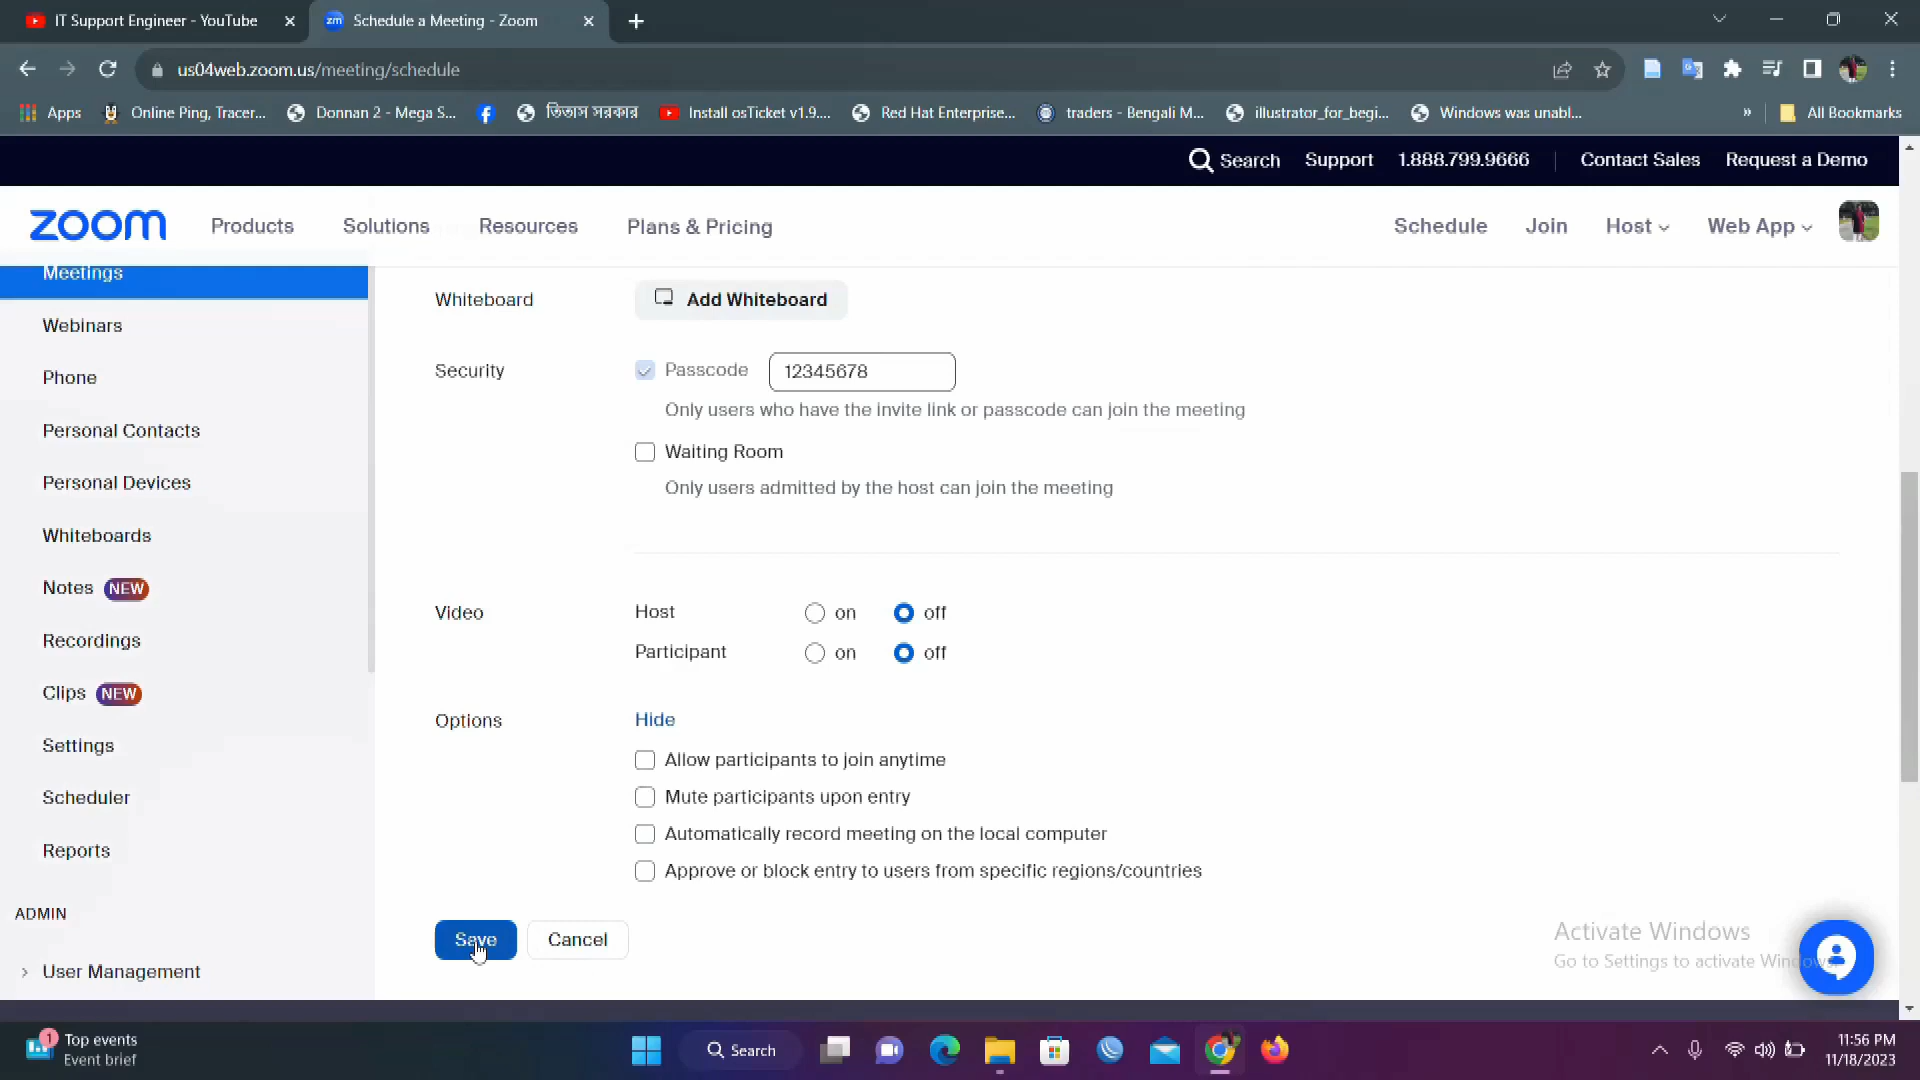 IT Support Engineer - YouTube
zm Schedule a Meeting - Zoom
us04web.zoom.us/meeting/schedule
Apps Online Ping, Tracer... Donnan 2 - Mega S... তিতাস সরকার Install osTicket v1.9.... Red Hat Enterprise... traders - Bengali M... illustrator_for_begi... Windows was unabl... » All Bookmarks
Search Support 1.888.799.9666 Contact Sales Request a Demo
zoom Products Solutions Resources Plans & Pricing Schedule Join Host Web App
Meetings
Webinars
Phone
Personal Contacts
Personal Devices
Whiteboards
Notes NEW
Recordings
Clips NEW
Settings
Scheduler
Reports
ADMIN
User Management
Whiteboard Add Whiteboard
Security Passcode 12345678
Only users who have the invite link or passcode can join the meeting
Waiting Room
Only users admitted by the host can join the meeting
Video Host on off
Participant on off
Options Hide
Allow participants to join anytime
Mute participants upon entry
Automatically record meeting on the local computer
Approve or block entry to users from specific regions/countries
Save Cancel
Activate Windows
Go to Settings to activate Windows.
1 Top events
Event brief
Search
11:56 PM
11/18/2023